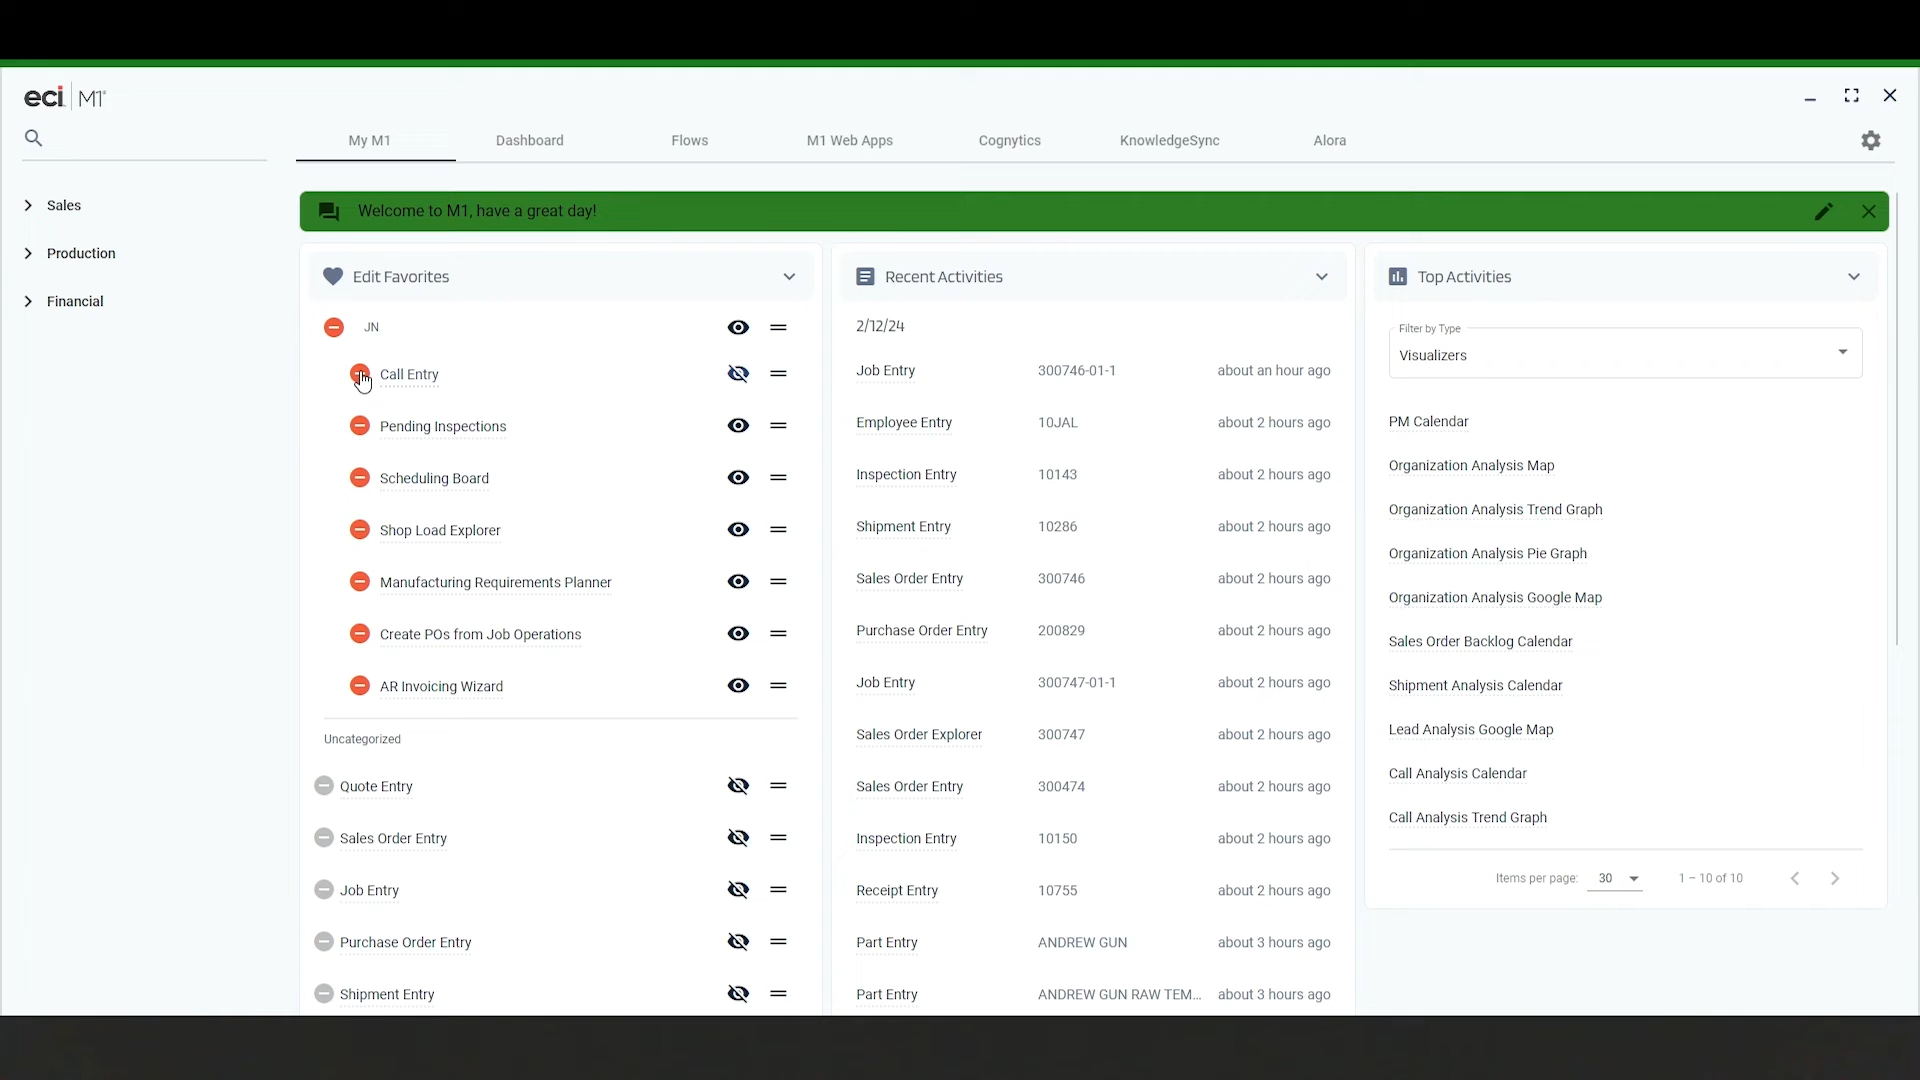 eci M1
My M1
Dashboard
Flows
M1 Web Apps
Cognytics
KnowledgeSync
Alora
Sales
Production
Financial
Welcome to M1, have a great day!
Edit Favorites
JN
Call Entry
Pending Inspections
Scheduling Board
Shop Load Explorer
Manufacturing Requirements Planner
Create POs from Job Operations
AR Invoicing Wizard
Uncategorized
Quote Entry
Sales Order Entry
Job Entry
Purchase Order Entry
Shipment Entry
Recent Activities
2/12/24
Job Entry 300746-01-1 about an hour ago
Employee Entry 10JAL about 2 hours ago
Inspection Entry 10143 about 2 hours ago
Shipment Entry 10286 about 2 hours ago
Sales Order Entry 300746 about 2 hours ago
Purchase Order Entry 200829 about 2 hours ago
Job Entry 300747-01-1 about 2 hours ago
Sales Order Explorer 300747 about 2 hours ago
Sales Order Entry 300474 about 2 hours ago
Inspection Entry 10150 about 2 hours ago
Receipt Entry 10755 about 2 hours ago
Part Entry ANDREW GUN about 3 hours ago
Part Entry ANDREW GUN RAW TEM... about 3 hours ago
Top Activities
Filter by Type
Visualizers
PM Calendar
Organization Analysis Map
Organization Analysis Trend Graph
Organization Analysis Pie Graph
Organization Analysis Google Map
Sales Order Backlog Calendar
Shipment Analysis Calendar
Lead Analysis Google Map
Call Analysis Calendar
Call Analysis Trend Graph
Items per page: 30 1 – 10 of 10